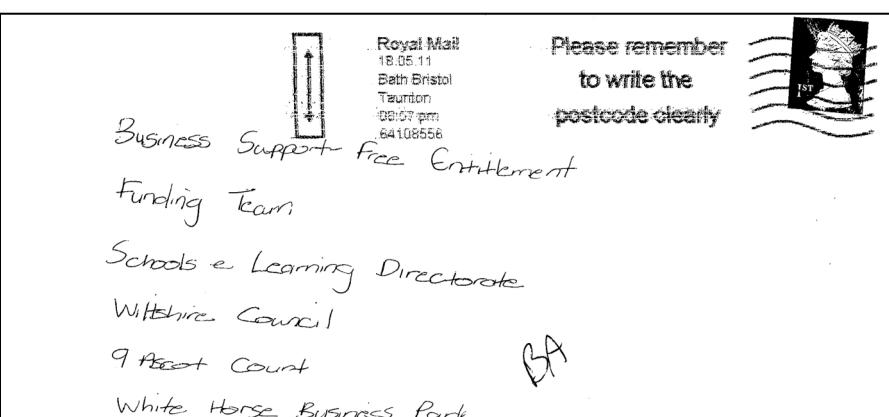 Royal Mail
18.05.11
Bath Bristol
Taunton
08:07 pm
64108556
Please remember
to write the
postcode clearly
1ST
Business Support Free Entitlement
Funding Team
Schools e Learning Directorate
Wiltshire Council
9 Ascot Court
White Horse Business Park
BA